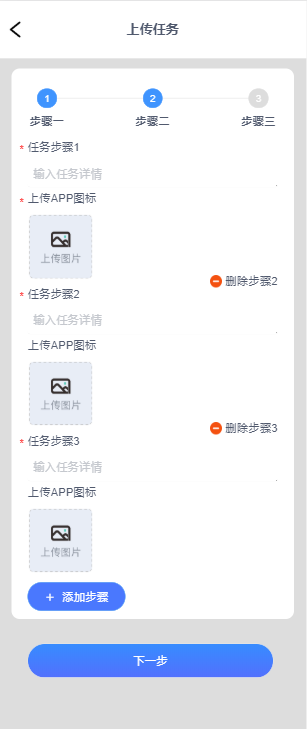 上传任务
1 2 3
步骤一 步骤二 步骤三
* 任务步骤1
输入任务详情
* 上传APP图标
上传图片
删除步骤2
* 任务步骤2
输入任务详情
上传APP图标
上传图片
删除步骤3
* 任务步骤3
输入任务详情
上传APP图标
上传图片
+ 添加步骤
下一步